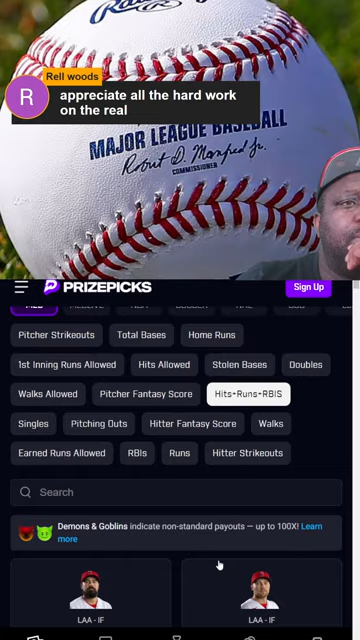 Rawlings
Rell woods
R
appreciate all the hard work
on the real
MAJOR LEAGUE BASEBALL
Robert D. Manfred Jr.
COMMISSIONER
PRIZEPICKS
Sign Up
Pitcher Strikeouts
Total Bases
Home Runs
1st Inning Runs Allowed
Hits Allowed
Stolen Bases
Doubles
Walks Allowed
Pitcher Fantasy Score
Hits+Runs+RBIS
Singles
Pitching Outs
Hitter Fantasy Score
Walks
Earned Runs Allowed
RBIs
Runs
Hitter Strikeouts
Search
Demons & Goblins indicate non-standard payouts — up to 100X! Learn
more
LAA - IF
LAA - IF